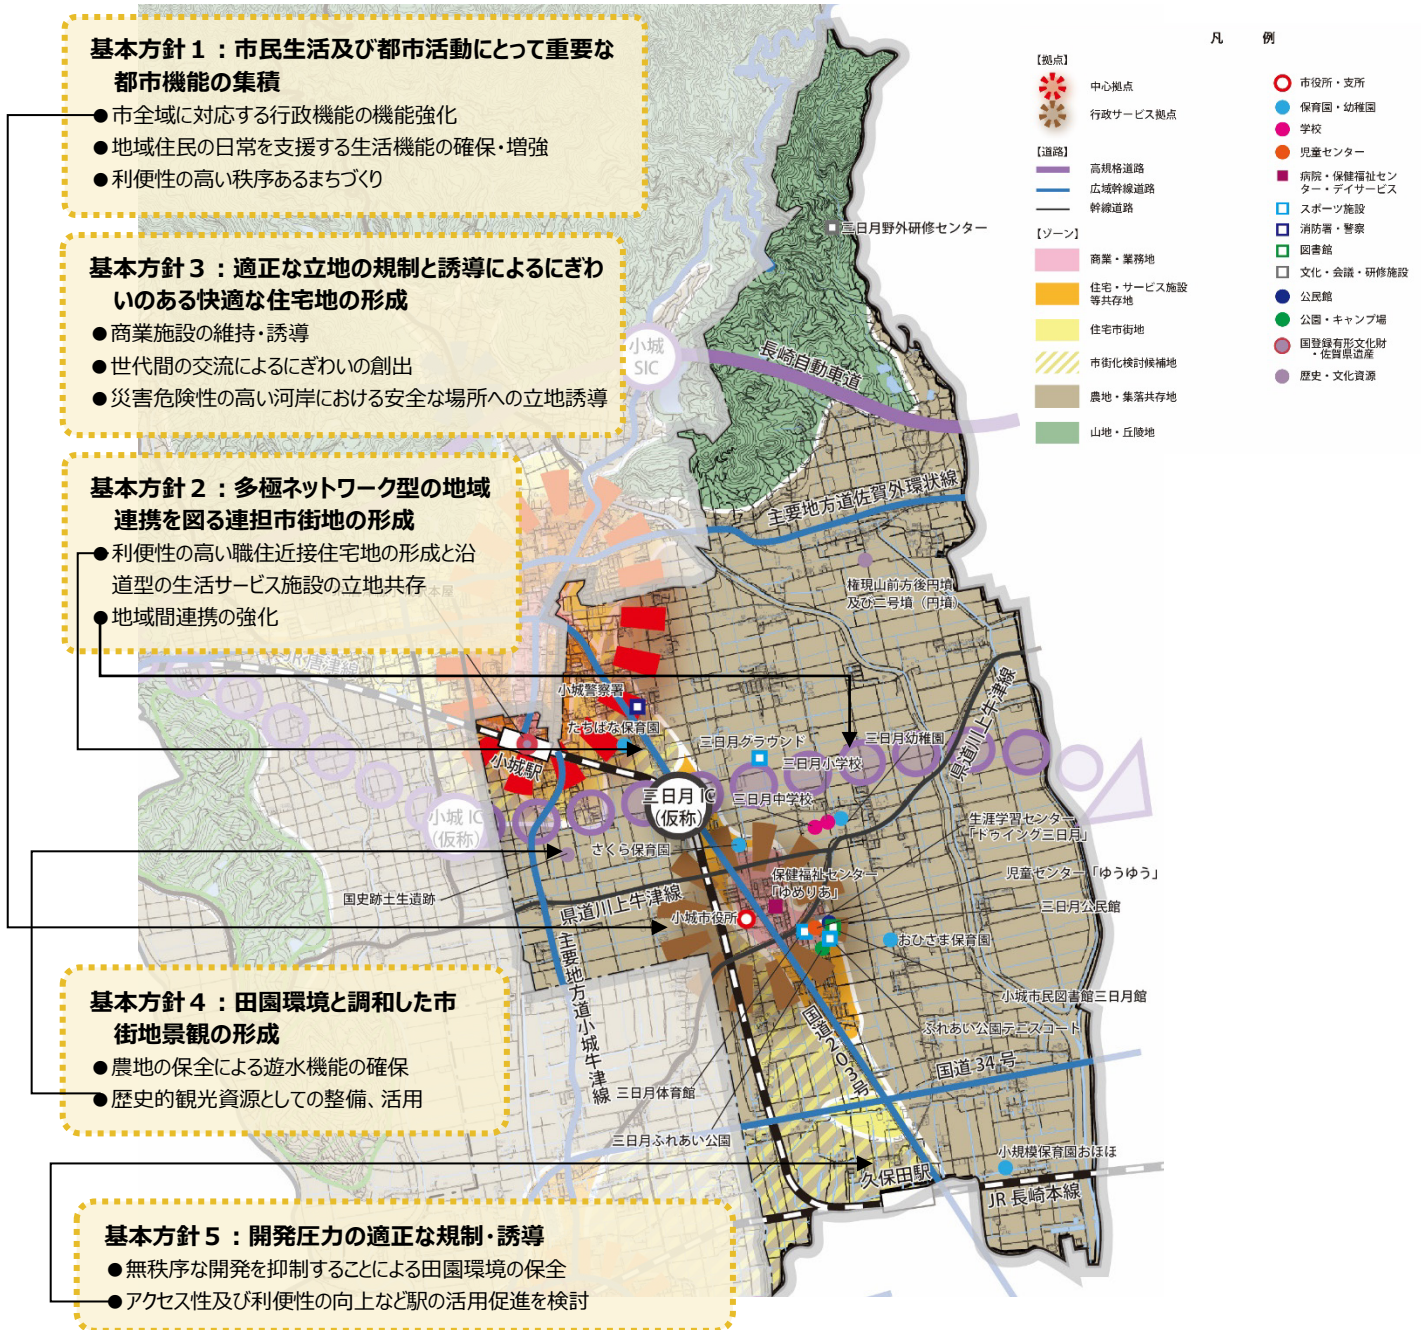 基本方針１：市民生活及び都市活動にとって重要な
都市機能の集積
●市全域に対応する行政機能の機能強化
●地域住民の日常を支援する生活機能の確保・増強
●利便性の高い秩序あるまちづくり
基本方針３：適正な立地の規制と誘導によるにぎわ
いのある快適な住宅地の形成
●商業施設の維持・誘導
●世代間の交流によるにぎわいの創出
●災害危険性の高い河岸における安全な場所への立地誘導
基本方針２：多極ネットワーク型の地域
連携を図る連担市街地の形成
●利便性の高い職住近接住宅地の形成と沿
道型の生活サービス施設の立地共存
●地域間連携の強化
基本方針４：田園環境と調和した市
街地景観の形成
●農地の保全による遊水機能の確保
●歴史的観光資源としての整備、活用
基本方針５：開発圧力の適正な規制・誘導
●無秩序な開発を抑制することによる田園環境の保全
●アクセス性及び利便性の向上など駅の活用促進を検討
凡　例
【拠点】
中心拠点
行政サービス拠点
【道路】
高規格道路
広域幹線道路
幹線道路
【ゾーン】
商業・業務地
住宅・サービス施設
等共存地
住宅市街地
市街化検討候補地
農地・集落共存地
山地・丘陵地
市役所・支所
保育園・幼稚園
学校
児童センター
病院・保健福祉セン
ター・デイサービス
スポーツ施設
消防署・警察
図書館
文化・会議・研修施設
公民館
公園・キャンプ場
国登録有形文化財
・佐賀県遺産
歴史・文化資源
三日月野外研修センター
小城
SIC
長崎自動車道
主要地方道佐賀外環状線
権現山前方後円墳
及び二号墳（円墳）
本屋
JR唐津線
小城警察署
たちばな保育園
三日月グラウンド
三日月幼稚園
三日月小学校
県道川上牛津線
小城駅
三日月 IC
（仮称）
三日月中学校
小城 IC
（仮称）
さくら保育園
生涯学習センター
「ドゥイング三日月」
保健福祉センター
「ゆめりあ」
児童センター「ゆうゆう」
国史跡土生遺跡
県道川上牛津線
小城市役所
三日月公民館
おひさま保育園
主要地方道小城牛津線
小城市民図書館三日月館
ふれあい公園テニスコート
国道203号
国道 34 号
三日月体育館
三日月ふれあい公園
小規模保育園おほほ
久保田駅
JR 長崎本線